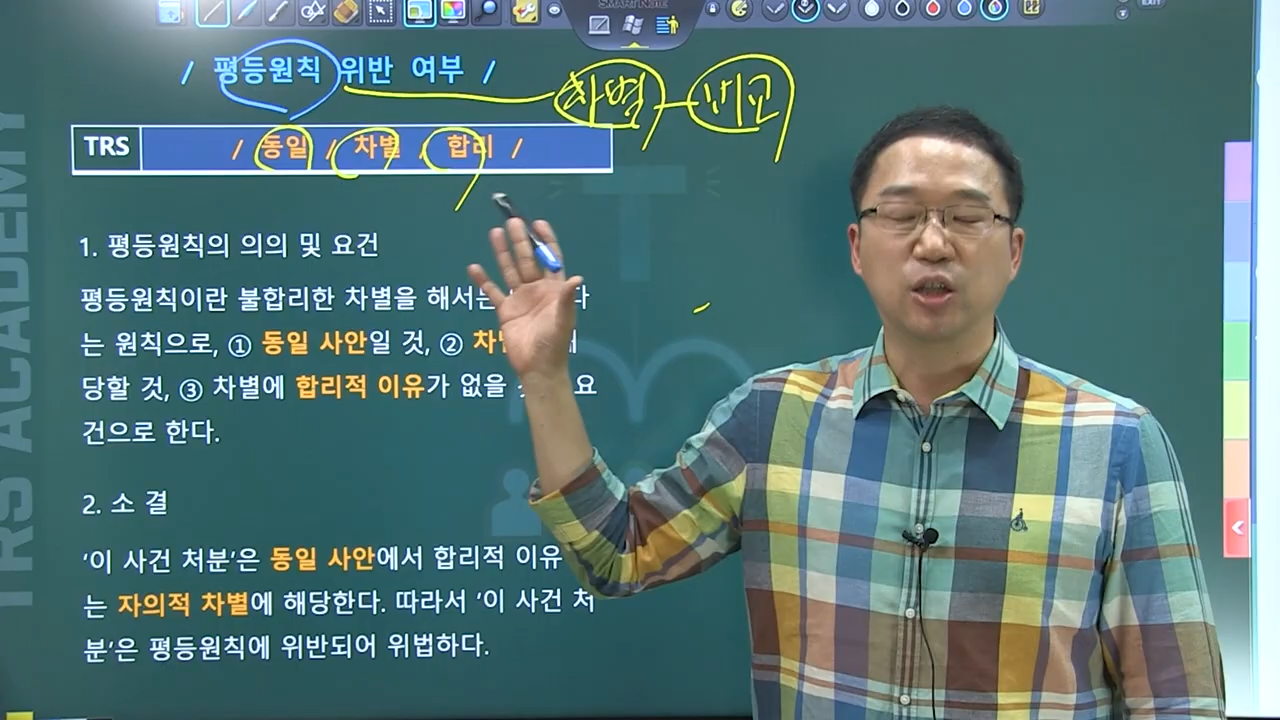 SMART NOTE
EXIT
/ 평등원칙 위반 여부 /
차별 - 비교
TRS / 동일 / 차별 / 합리 /
1. 평등원칙의 의의 및 요건
평등원칙이란 불합리한 차별을 해서는
는 원칙으로, ① 동일 사안일 것, ②
당할 것, ③ 차별에 합리적 이유가 없을 요
건으로 한다.
2. 소 결
'이 사건 처분'은 동일 사안에서 합리적 이유
는 자의적 차별에 해당한다. 따라서 '이 사건 처
분'은 평등원칙에 위반되어 위법하다.
TRS ACADEMY